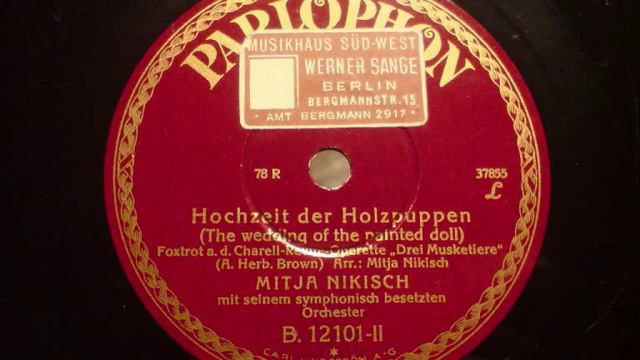 PARLOPHON
MUSIKHAUS SÜD-WEST
WERNER SANGE
BERLIN
BERGMANNSTR. 15
• AMT BERGMANN 2917 •
78 R
37855
L
Hochzeit der Holzpuppen
(The wedding of the painted doll)
Foxtrot a. d. Charell-Revue-Operette „Drei Musketiere“
(A. Herb. Brown) Arr.: Mitja Nikisch
MITJA NIKISCH
mit seinem symphonisch besetzten
Orchester
B. 12101-II
*
CARL LINDSTRÖM A-G